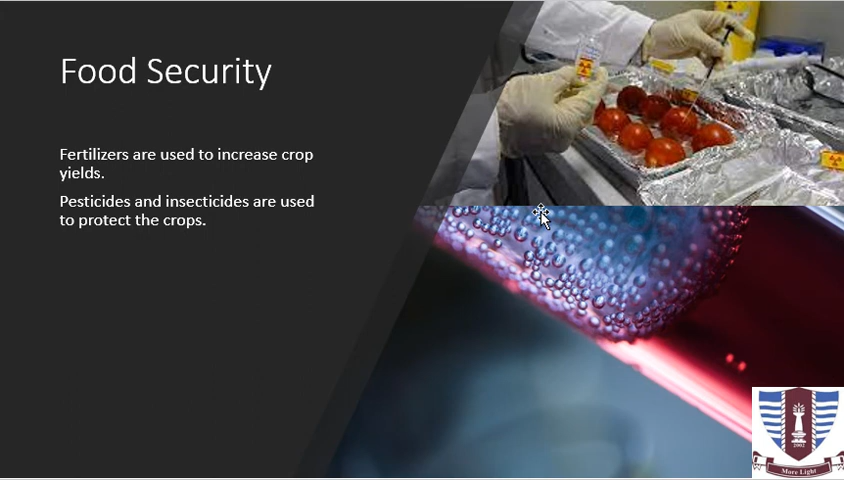 Food Security
Fertilizers are used to increase crop
yields.
Pesticides and insecticides are used
to protect the crops.
2002
More Light